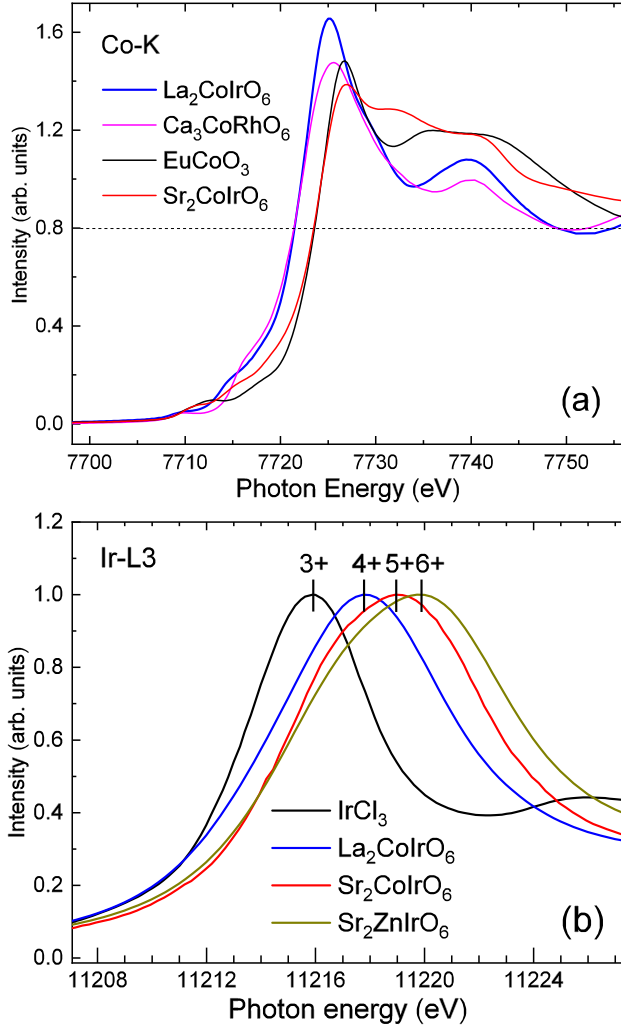 Co-K
La₂CoIrO₆
Ca₃CoRhO₆
EuCoO₃
Sr₂CoIrO₆
Intensity (arb. units)
1.6
1.2
0.8
0.4
0.0
(a)
7700 7710 7720 7730 7740 7750
Photon Energy (eV)
Ir-L3
3+ 4+ 5+ 6+
Intensity (arb. units)
1.2
1.0
0.8
0.6
0.4
0.2
0.0
IrCl₃
La₂CoIrO₆
Sr₂CoIrO₆
Sr₂ZnIrO₆
(b)
11208 11212 11216 11220 11224
Photon energy (eV)